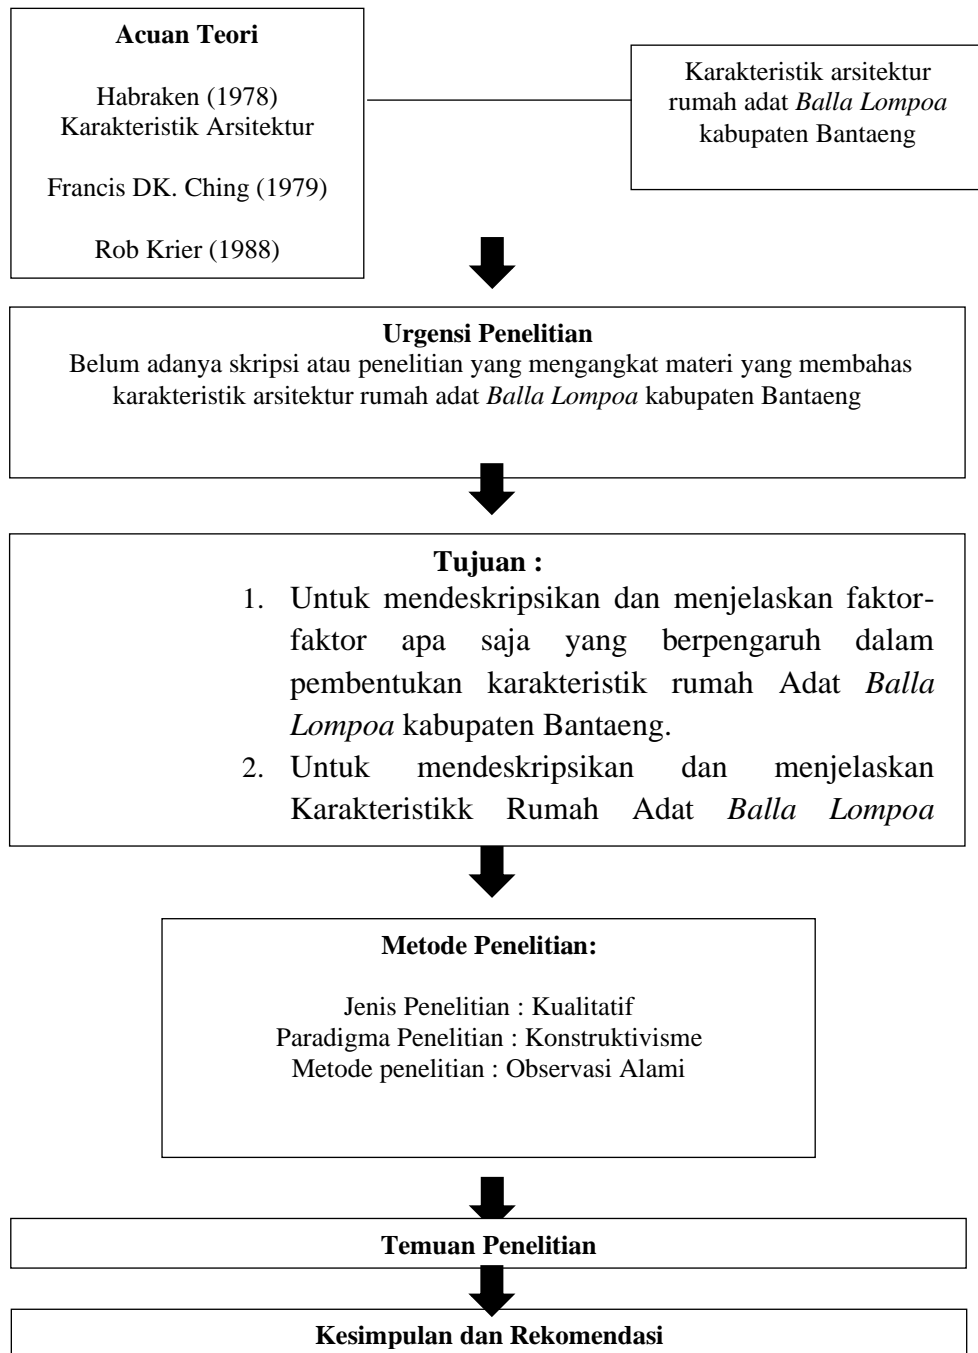 Acuan Teori
Habraken (1978)
Karakteristik Arsitektur
Francis DK. Ching (1979)
Rob Krier (1988)
Karakteristik arsitektur
rumah adat Balla Lompoa
kabupaten Bantaeng
Urgensi Penelitian
Belum adanya skripsi atau penelitian yang mengangkat materi yang membahas
karakteristik arsitektur rumah adat Balla Lompoa kabupaten Bantaeng
Tujuan :
1. Untuk mendeskripsikan dan menjelaskan faktor-
faktor apa saja yang berpengaruh dalam
pembentukan karakteristik rumah Adat Balla
Lompoa kabupaten Bantaeng.
2. Untuk mendeskripsikan dan menjelaskan
Karakteristikk Rumah Adat Balla Lompoa
Metode Penelitian:
Jenis Penelitian : Kualitatif
Paradigma Penelitian : Konstruktivisme
Metode penelitian : Observasi Alami
Temuan Penelitian
Kesimpulan dan Rekomendasi